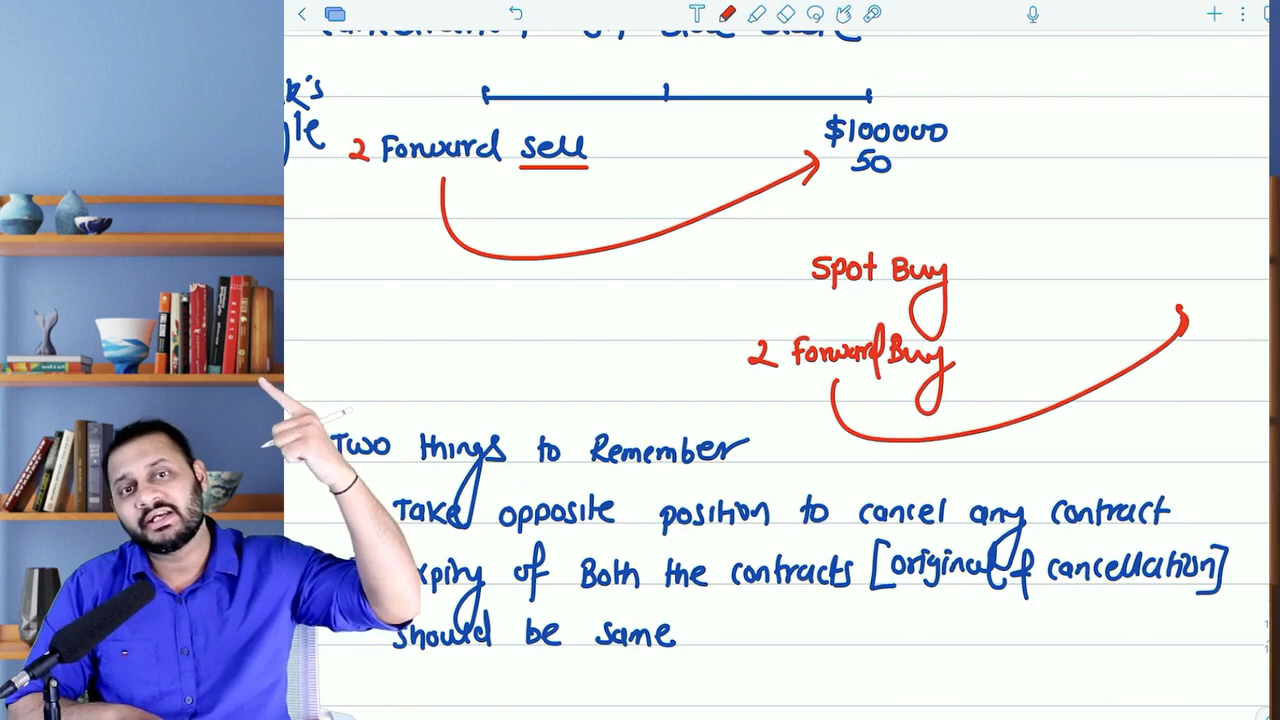 k's
2 Forward Sell
$100000
50
Spot Buy
2 Forward Buy
Two things to Remember
Take opposite position to cancel any contract
xpiry of Both the contracts [original & cancellation]
should be same